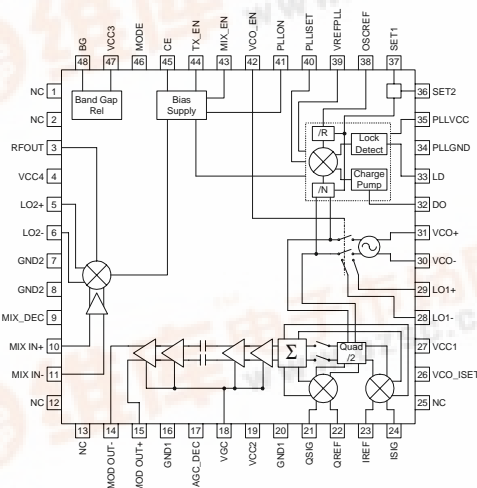 BG
VCC3
MODE
CE
TX_EN
MIX_EN
VCO_EN
PLLON
PLLISET
VREFPLL
OSCREF
SET1
48
47
46
45
44
43
42
41
40
39
38
37
NC 1
NC 2
RFOUT 3
VCC4 4
LO2+ 5
LO2- 6
GND2 7
GND2 8
MIX_DEC 9
MIX IN+ 10
MIX IN- 11
NC 12
Band Gap
Rel
Bias
Supply
/R
Lock
Detect
Charge
Pump
/N
Σ
Quad
/2
36 SET2
35 PLLVCC
34 PLLGND
33 LD
32 DO
31 VCO+
30 VCO-
29 LO1+
28 LO1-
27 VCC1
26 VCO_ISET
25 NC
13
14
15
16
17
18
19
20
21
22
23
24
NC
MOD OUT-
MOD OUT+
GND1
AGC_DEC
VGC
VCC2
GND1
QSIG
QREF
IREF
ISIG